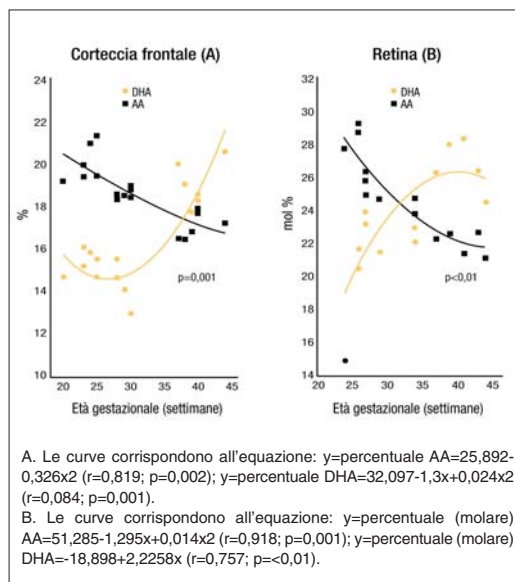 Corteccia frontale (A)
DHA
AA
24
22
20
18
16
14
12
10
%
p=0,001
20 25 30 35 40 45
Età gestazionale (settimane)
Retina (B)
DHA
AA
32
30
28
26
24
22
20
18
16
14
mol %
p<0,01
20 25 30 35 40 45
Età gestazionale (settimane)
A. Le curve corrispondono all'equazione: y=percentuale AA=25,892-
0,326x2 (r=0,819; p=0,002); y=percentuale DHA=32,097-1,3x+0,024x2
(r=0,084; p=0,001).
B. Le curve corrispondono all'equazione: y=percentuale (molare)
AA=51,285-1,295x+0,014x2 (r=0,918; p=0,001); y=percentuale (molare)
DHA=-18,898+2,2258x (r=0,757; p=<0,01).